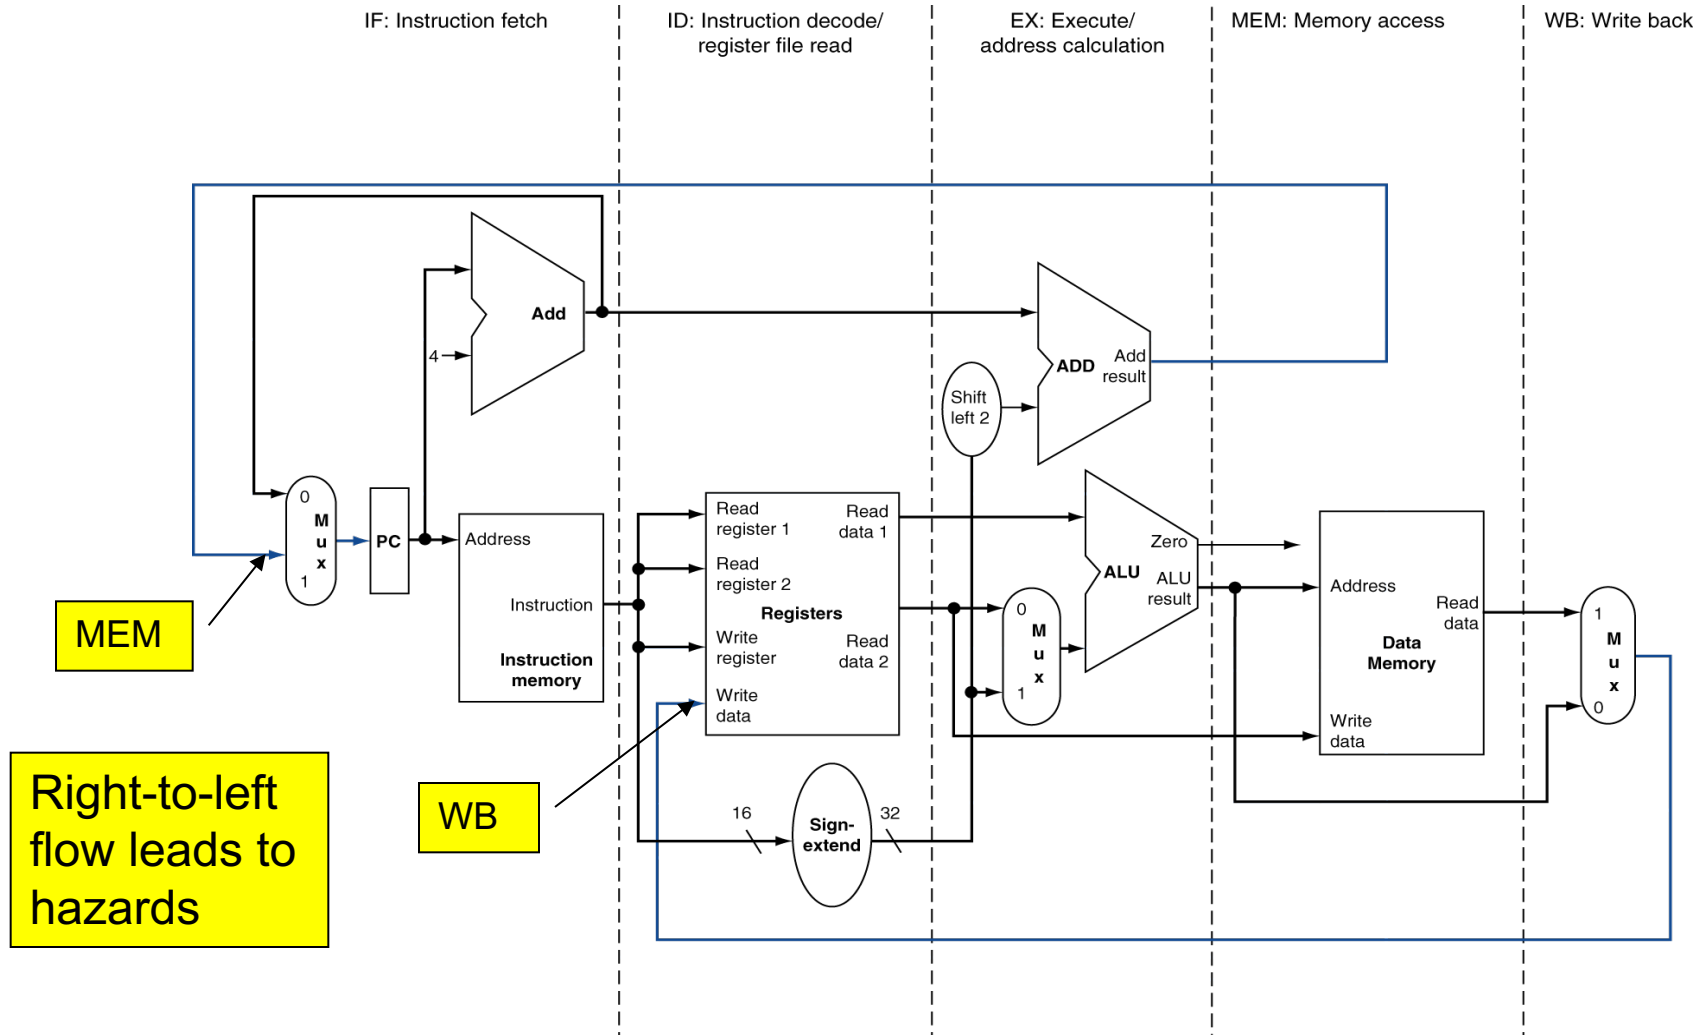 IF: Instruction fetch
ID: Instruction decode/
register file read
EX: Execute/
address calculation
MEM: Memory access
WB: Write back
Add
4
ADD
Add
result
Shift
left 2
0
M
u
x
1
PC
Address
Instruction
Instruction
memory
Read
register 1
Read
register 2
Write
register
Write
data
Registers
Read
data 1
Read
data 2
0
M
u
x
1
ALU
Zero
ALU
result
Address
Write
data
Data
Memory
Read
data
1
M
u
x
0
16
Sign-
extend
32
MEM
WB
Right-to-left
flow leads to
hazards